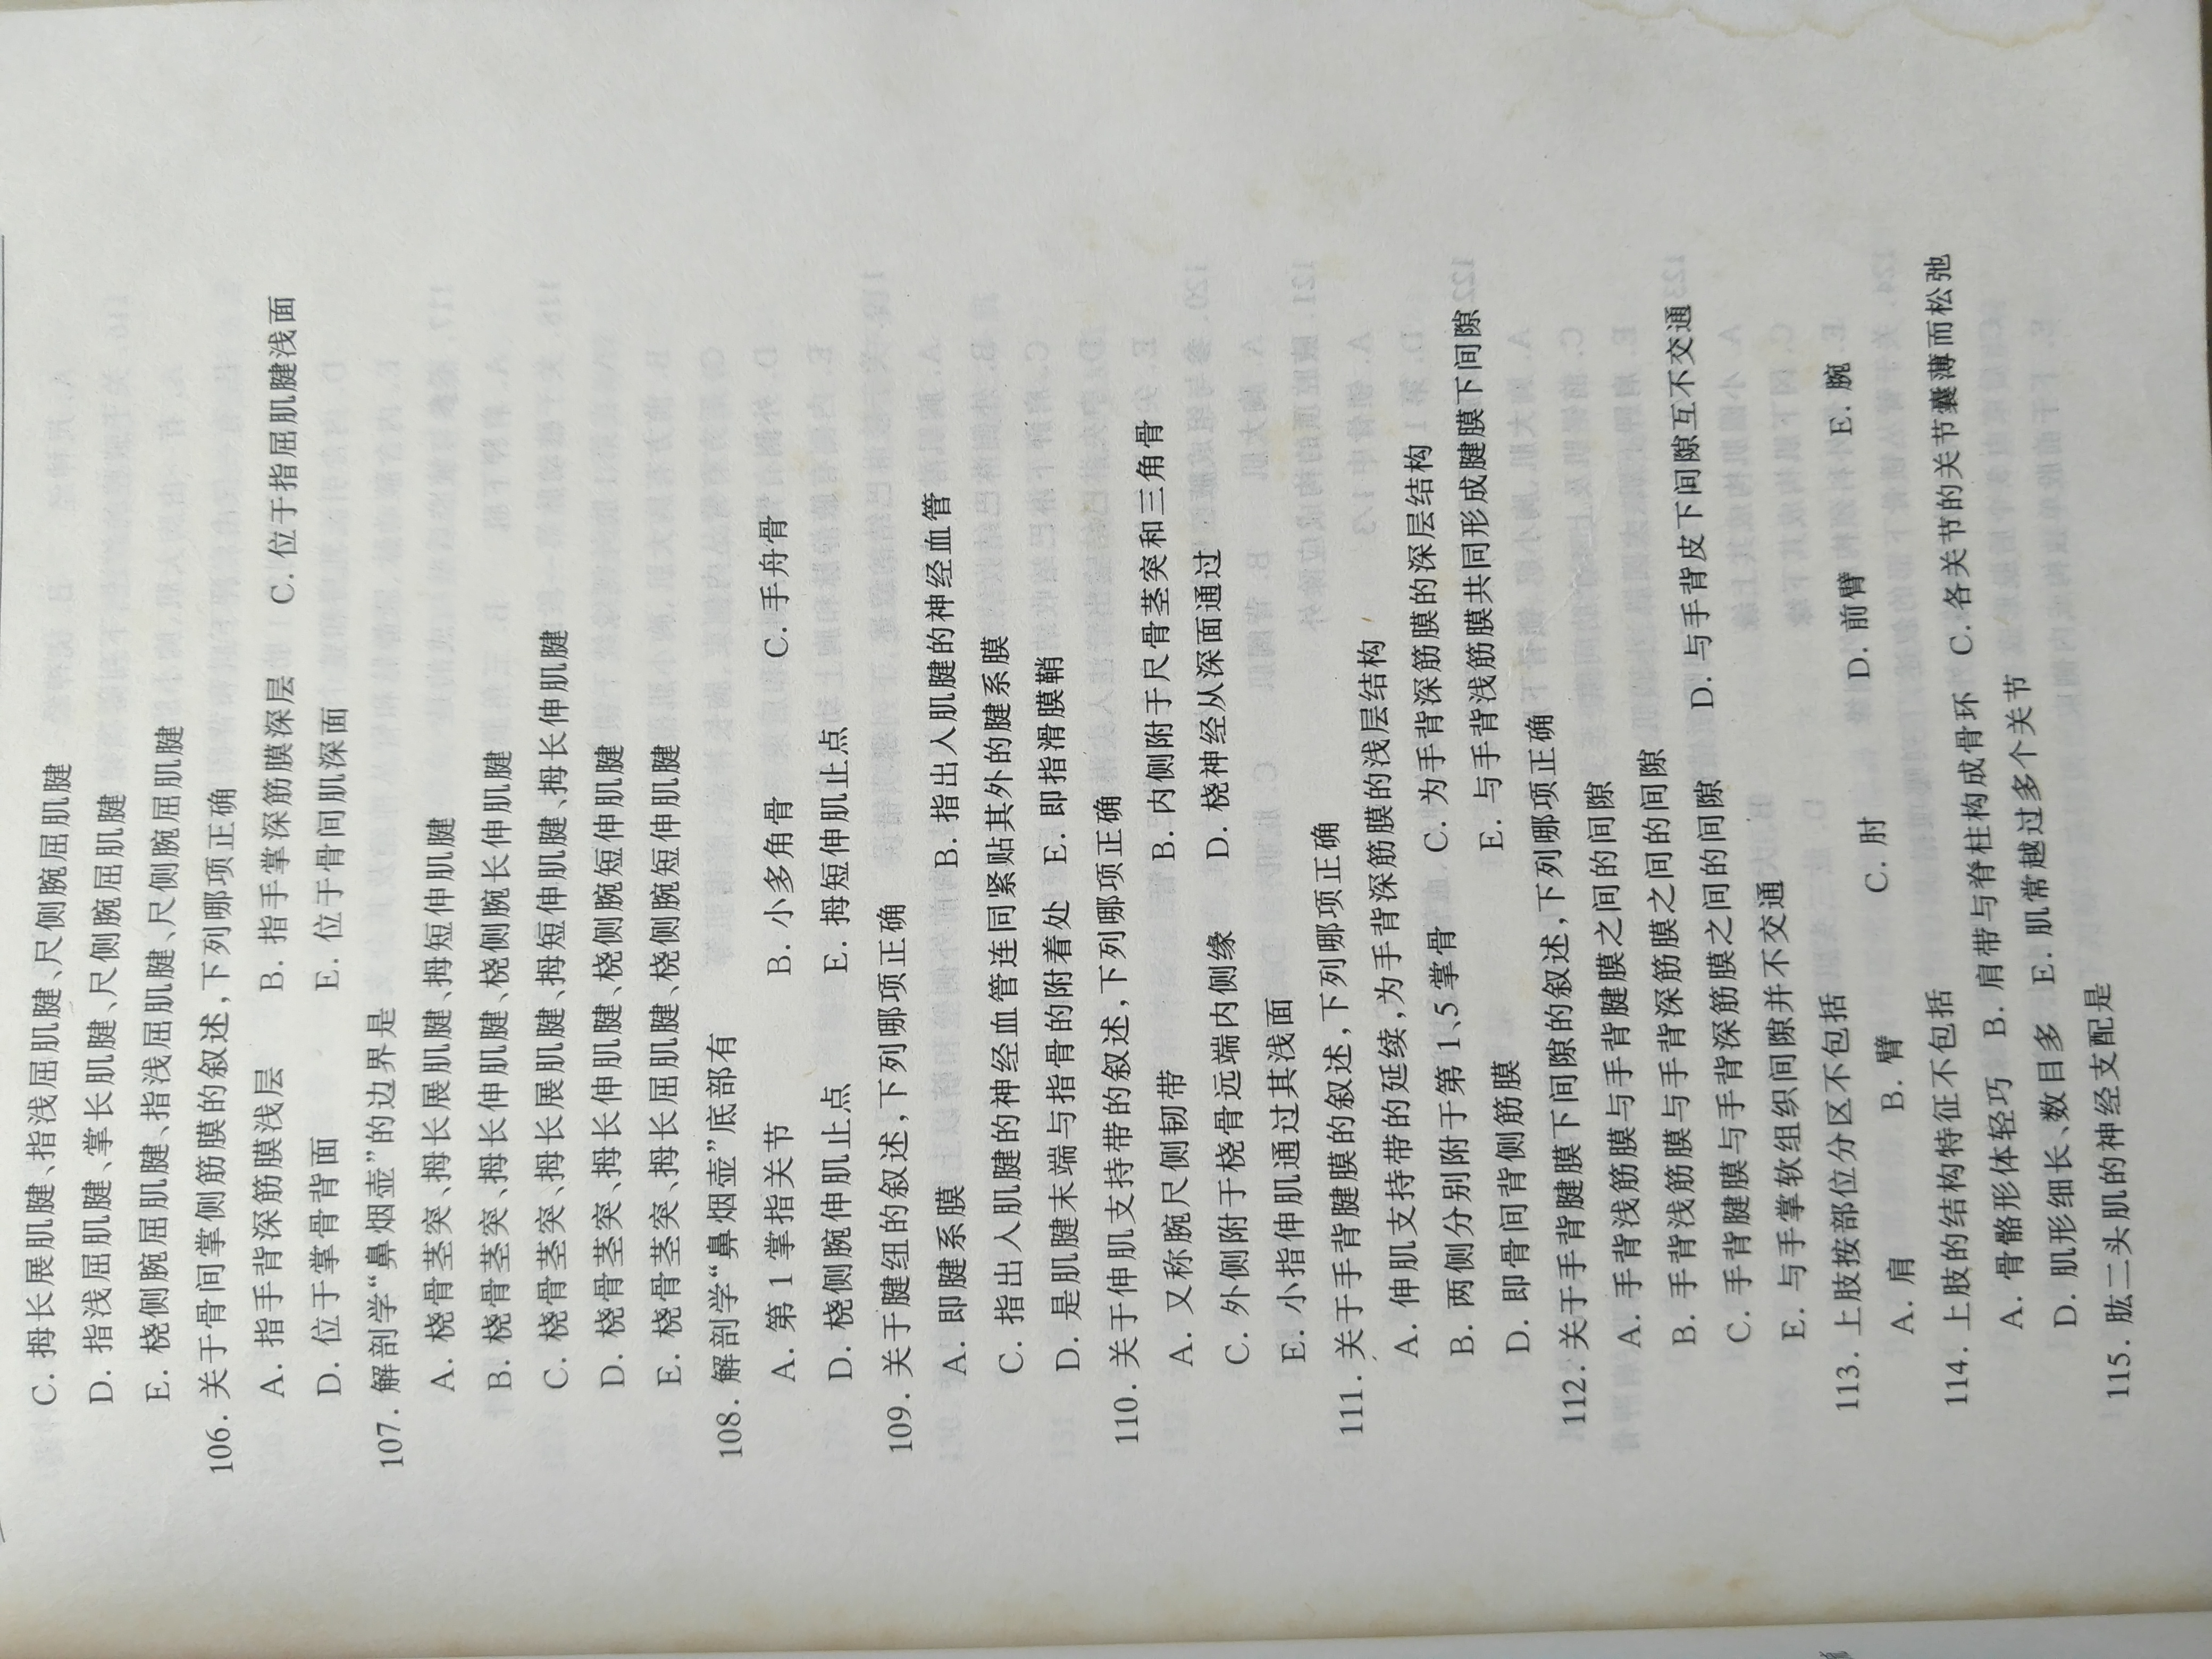 C. 拇长展肌腱、指浅屈肌腱、尺侧腕屈肌腱
D. 指浅屈肌腱、掌长肌腱、尺侧腕屈肌腱
E. 桡侧腕屈肌腱、指浅屈肌腱、尺侧腕屈肌腱
106. 关于骨间掌侧筋膜的叙述,下列哪项正确
A. 指手背深筋膜浅层 B. 指手掌深筋膜深层 C. 位于指屈肌腱浅面
D. 位于掌骨背面 E. 位于骨间肌深面
107. 解剖学“鼻烟壶”的边界是
A. 桡骨茎突、拇长展肌腱、拇短伸肌腱
B. 桡骨茎突、拇长伸肌腱、桡侧腕长伸肌腱
C. 桡骨茎突、拇长展肌腱、拇短伸肌腱、拇长伸肌腱
D. 桡骨茎突、拇长伸肌腱、桡侧腕短伸肌腱
E. 桡骨茎突、拇长屈肌腱、桡侧腕短伸肌腱
108. 解剖学“鼻烟壶”底部有
A. 第1掌指关节 B. 小多角骨 C. 手舟骨
D. 桡侧腕伸肌止点 E. 拇短伸肌止点
109. 关于腱纽的叙述,下列哪项正确
A. 即腱系膜 B. 指出入肌腱的神经血管
C. 指出入肌腱的神经血管连同紧贴其外的腱系膜
D. 是肌腱末端与指骨的附着处 E. 即指滑膜鞘
110. 关于伸肌支持带的叙述,下列哪项正确
A. 又称腕尺侧韧带 B. 内侧附于尺骨茎突和三角骨
C. 外侧附于桡骨远端内侧缘 D. 桡神经从深面通过
E. 小指伸肌通过其浅面
111. 关于手背腱膜的叙述,下列哪项正确
A. 伸肌支持带的延续,为手背深筋膜的浅层结构
B. 两侧分别附于第1、5掌骨 C. 为手背深筋膜的深层结构
D. 即骨间背侧筋膜 E. 与手背浅筋膜共同形成腱膜下间隙
112. 关于手背腱膜下间隙的叙述,下列哪项正确
A. 手背浅筋膜与手背腱膜之间的间隙
B. 手背浅筋膜与手背深筋膜之间的间隙
C. 手背腱膜与手背深筋膜之间的间隙 D. 与手背皮下间隙互不交通
E. 与手掌软组织间隙并不交通
113. 上肢按部位分区不包括
A. 肩 B. 臂 C. 肘 D. 前臂 E. 腕
114. 上肢的结构特征不包括
A. 骨骼形体轻巧 B. 肩带与脊柱构成骨环 C. 各关节的关节囊薄而松弛
D. 肌形细长、数目多 E. 肌常越过多个关节
115. 肱二头肌的神经支配是